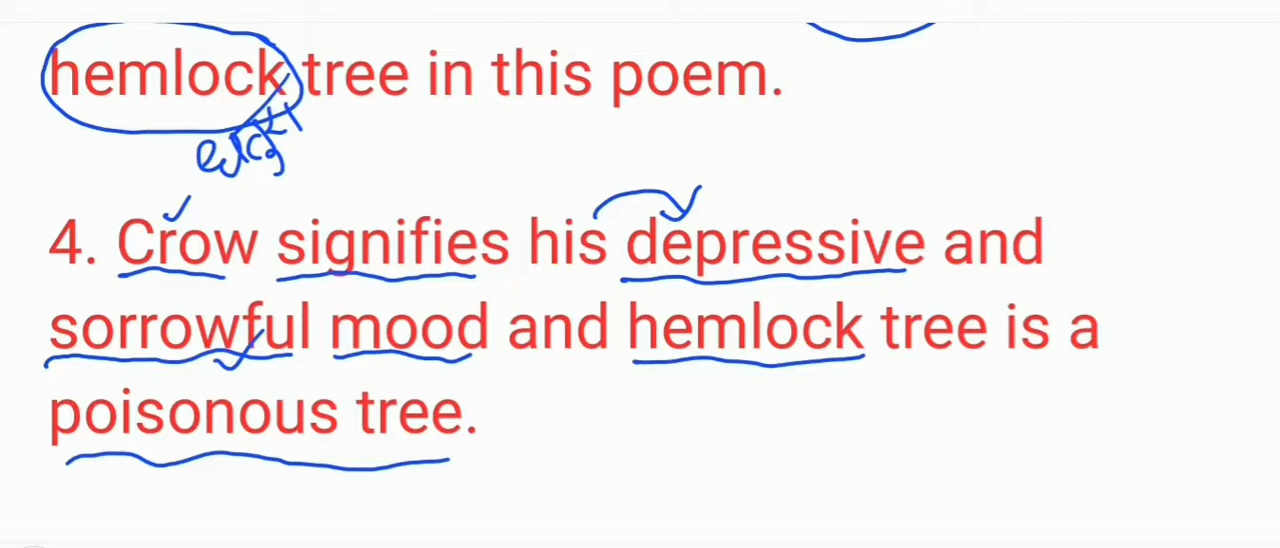 hemlock tree in this poem.
4. Crow signifies his depressive and
sorrowful mood and hemlock tree is a
poisonous tree.